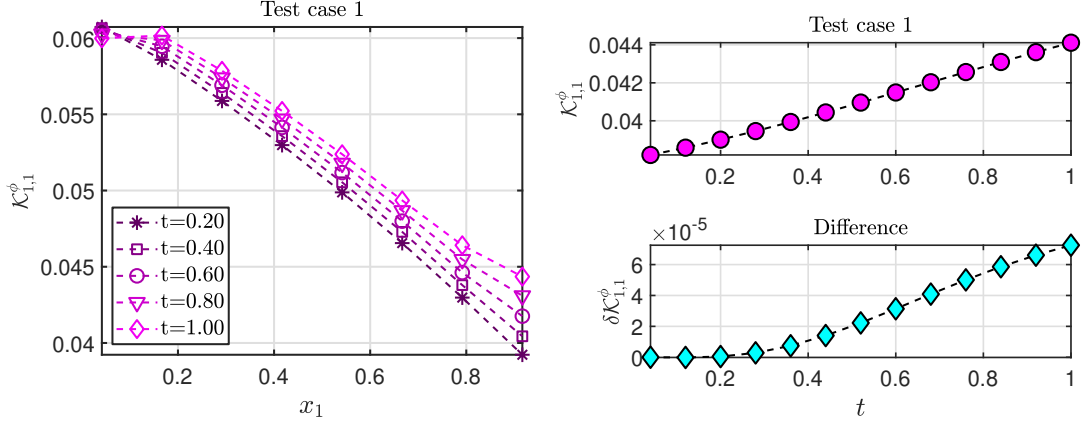 Test case 1
0.06
0.055
0.05
0.045
0.04
𝒦^ϕ_{1,1}
t=0.20
t=0.40
t=0.60
t=0.80
t=1.00
0.2 0.4 0.6 0.8
x_1
Test case 1
0.044
0.042
0.04
𝒦^ϕ_{1,1}
0.2 0.4 0.6 0.8 1
×10^{-5}
Difference
6
4
2
0
δ𝒦^ϕ_{1,1}
0.2 0.4 0.6 0.8 1
t